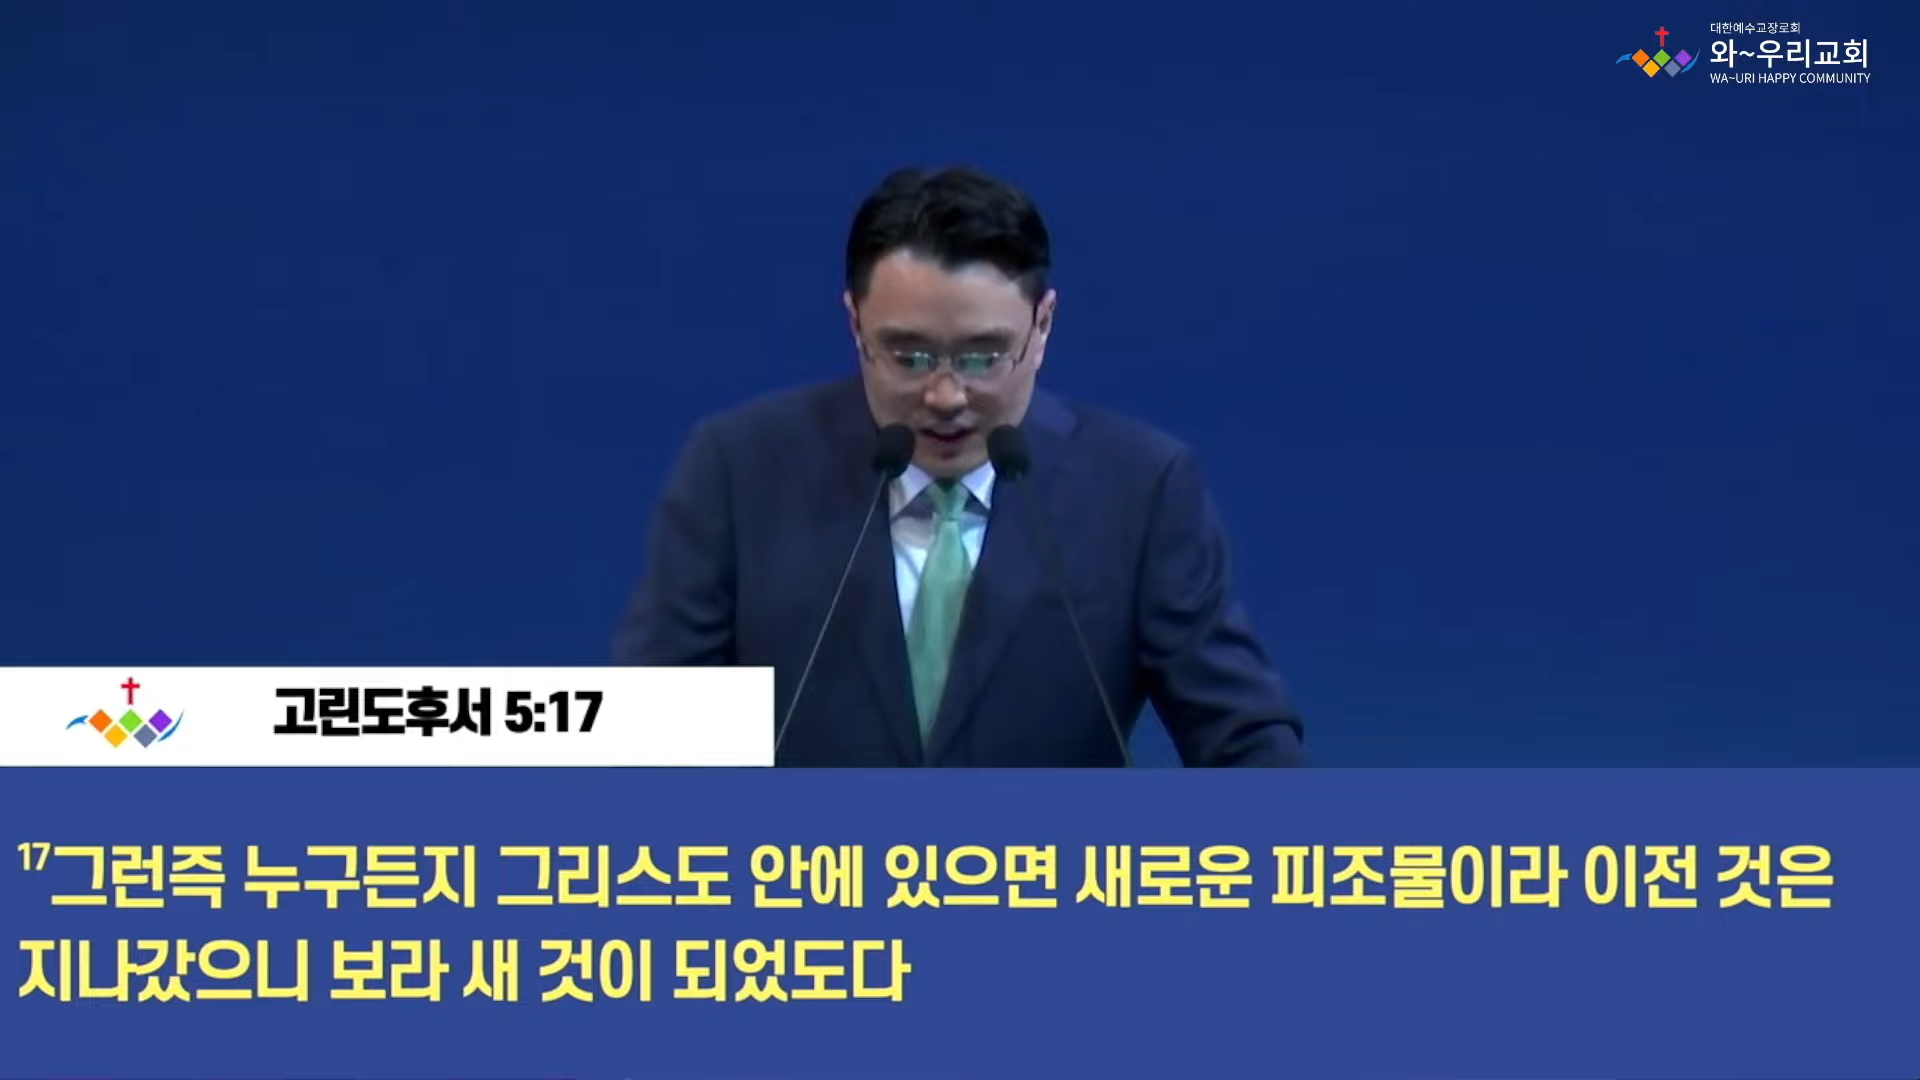 대한예수교장로회
와~우리교회
WA~URI HAPPY COMMUNITY
고린도후서 5:17
17그런즉 누구든지 그리스도 안에 있으면 새로운 피조물이라 이전 것은
지나갔으니 보라 새 것이 되었도다